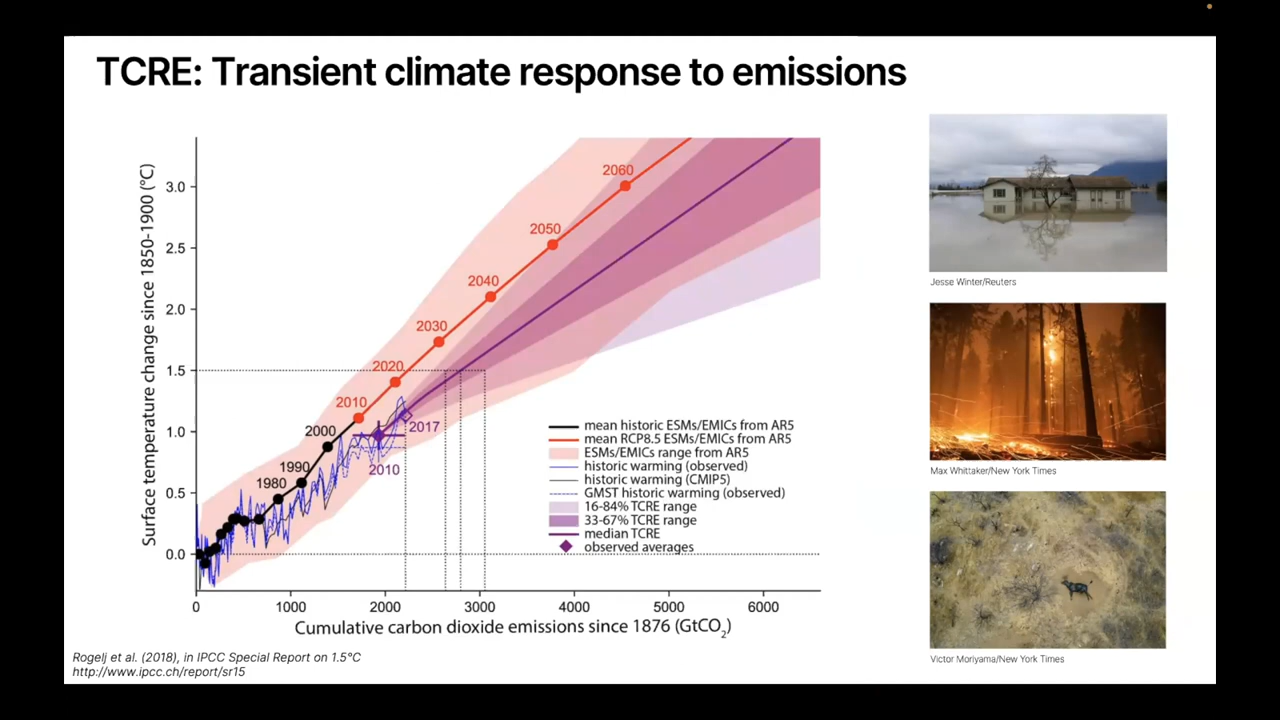 TCRE: Transient climate response to emissions
Surface temperature change since 1850-1900 (°C)
3.0
2.5
2.0
1.5
1.0
0.5
0.0
1980
1990
2000
2010
2020
2030
2040
2050
2060
2017
2010
mean historic ESMs/EMICs from AR5
mean RCP8.5 ESMs/EMICs from AR5
ESMs/EMICs range from AR5
historic warming (observed)
historic warming (CMIP5)
GMST historic warming (observed)
16-84% TCRE range
33-67% TCRE range
median TCRE
observed averages
0 1000 2000 3000 4000 5000 6000
Cumulative carbon dioxide emissions since 1876 (GtCO₂)
Jesse Winter/Reuters
Max Whittaker/New York Times
Victor Moriyama/New York Times
Rogelj et al. (2018), in IPCC Special Report on 1.5°C
http://www.ipcc.ch/report/sr15